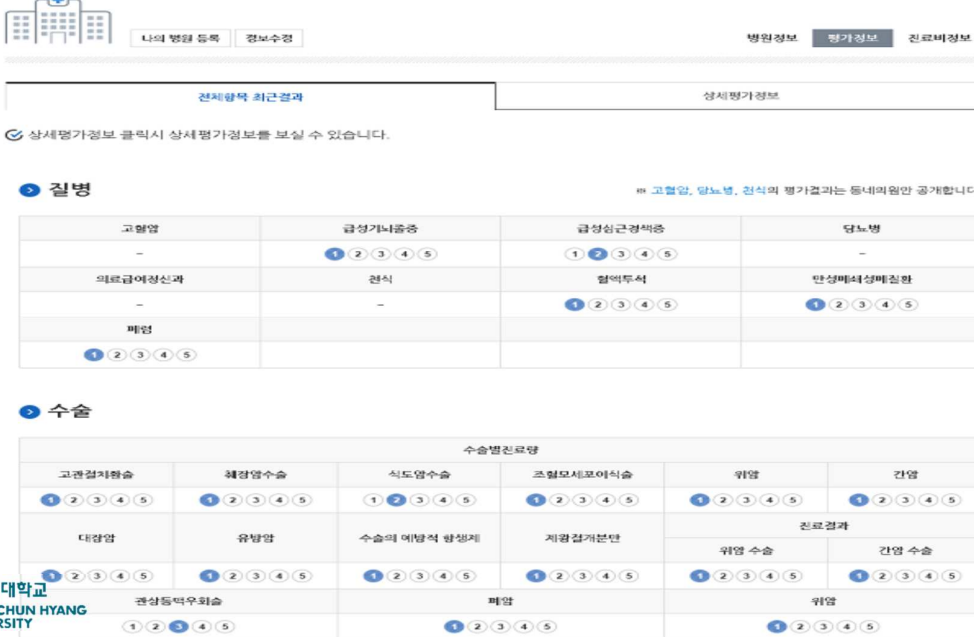 나의 병원 등록 경보수정 병원정보 평가정보 진료비정보
전체항목 최근결과 상세평가정보
상세평가정보 클릭시 상세평가정보를 보실 수 있습니다.
질병 ※ 고혈압, 당뇨병, 천식의 평가결과는 동네의원만 공개합니다
고혈압 급성기뇌졸중 급성심근경색증 당뇨병
- 1 2 3 4 5 1 2 3 4 5 -
의료급여정신과 천식 혈액투석 만성폐쇄성폐질환
- - 1 2 3 4 5 1 2 3 4 5
폐렴
1 2 3 4 5
수술
수술별진료량
고관절치환술 췌장암수술 식도암수술 조혈모세포이식술 위암 간암
1 2 3 4 5 1 2 3 4 5 1 2 3 4 5 1 2 3 4 5 1 2 3 4 5 1 2 3 4 5
대장암 유방암 수술의 예방적 항생제 제왕절개분만 진료결과
위암 수술 간암 수술
1 2 3 4 5 1 2 3 4 5 1 2 3 4 5 1 2 3 4 5 1 2 3 4 5 1 2 3 4 5
대학교
CHUN HYANG
RSITY
관상동맥우회술 폐암 위암
1 2 3 4 5 1 2 3 4 5 1 2 3 4 5